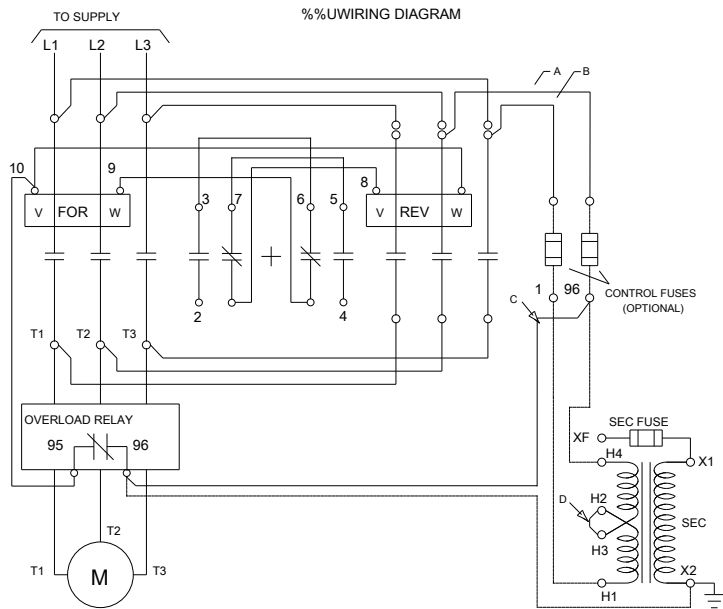 %%UWIRING DIAGRAM
TO SUPPLY
L1 L2 L3
A B
10 9 8
3 7 6 5
V FOR W
V REV W
2 4
1 96
CONTROL FUSES
(OPTIONAL)
C
T1 T2 T3
OVERLOAD RELAY
95 96
SEC FUSE
XF
H4 X1
D H2
SEC
H3
T2
X2
T1 M T3
H1